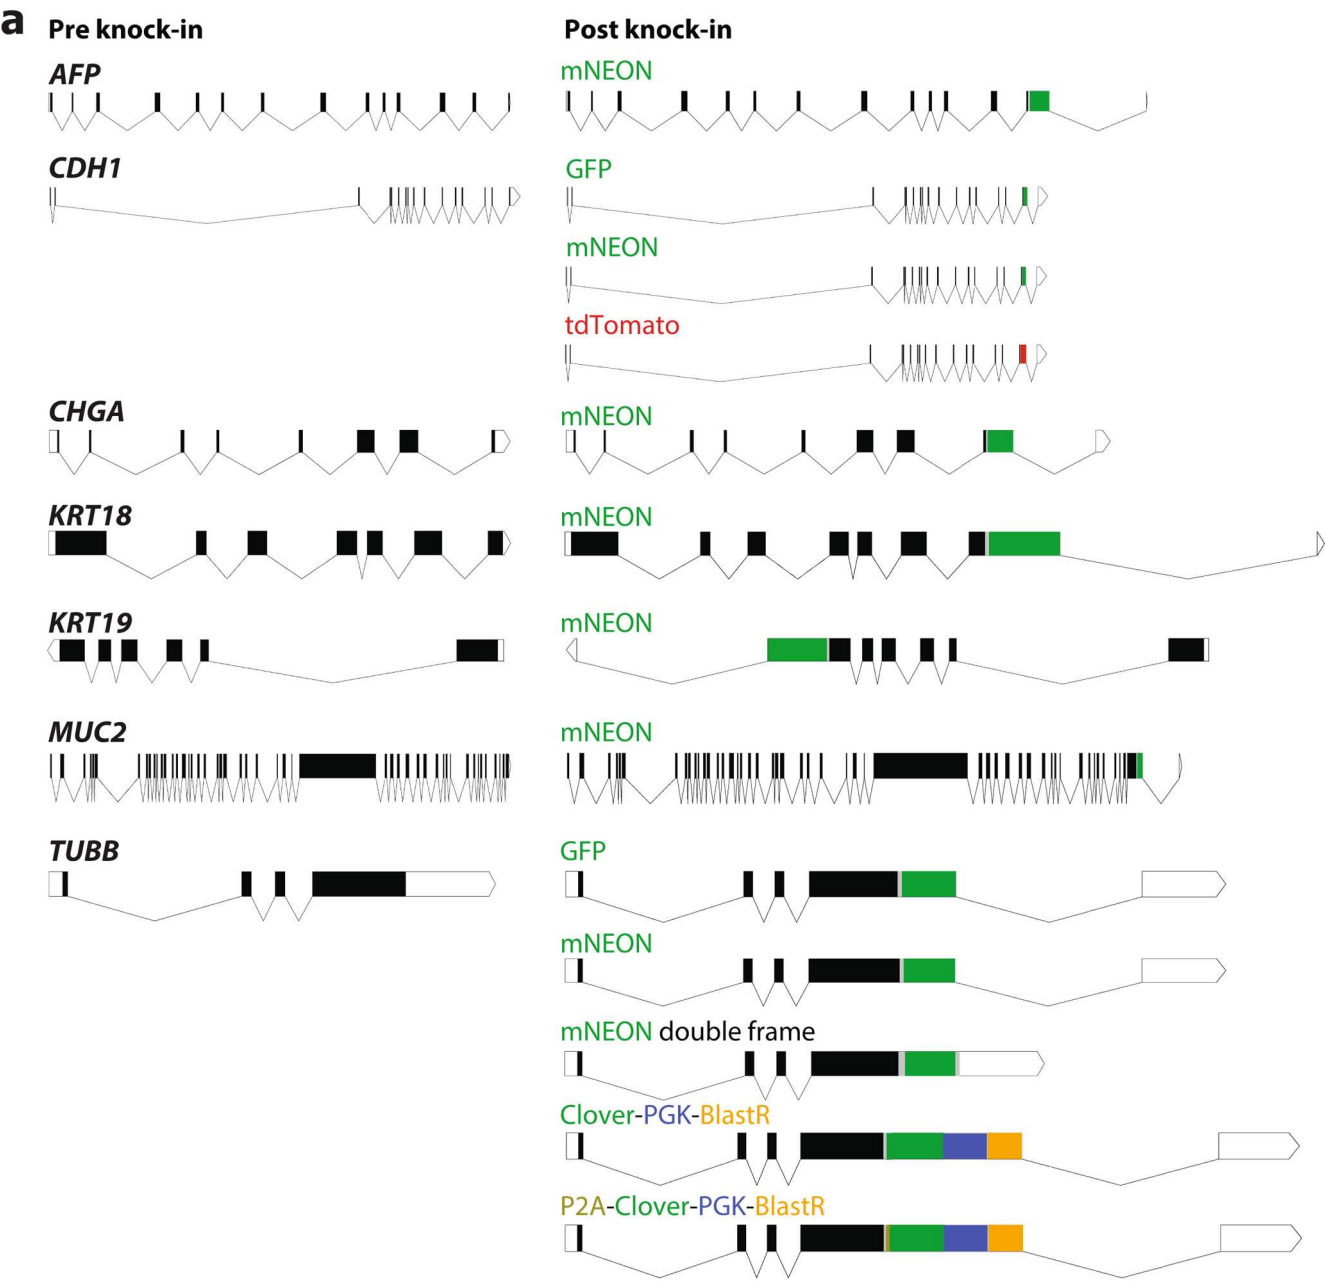 a Pre knock-in Post knock-in
AFP mNEON
CDH1 GFP
mNEON
tdTomato
CHGA mNEON
KRT18 mNEON
KRT19 mNEON
MUC2 mNEON
TUBB GFP
mNEON
mNEON double frame
Clover-PGK-BlastR
P2A-Clover-PGK-BlastR